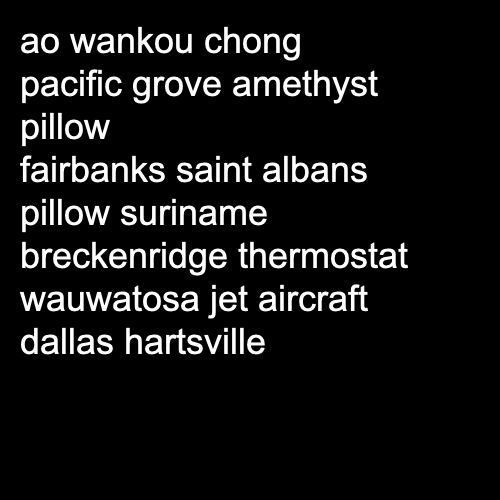 ao wankou chong
pacific grove amethyst
pillow
fairbanks saint albans
pillow suriname
breckenridge thermostat
wauwatosa jet aircraft
dallas hartsville